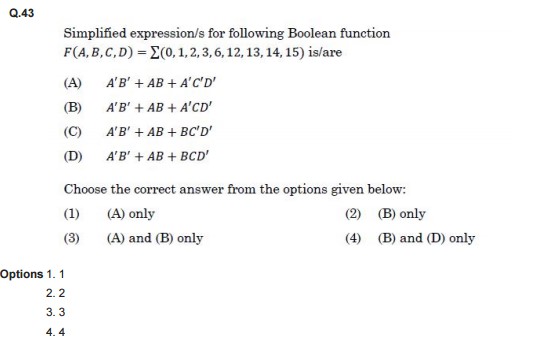 Q.43
Simplified expression/s for following Boolean function
F(A, B, C, D) = ∑(0, 1, 2, 3, 6, 12, 13, 14, 15) is/are
(A) A′B′ + AB + A′C′D′
(B) A′B′ + AB + A′CD′
(C) A′B′ + AB + BC′D′
(D) A′B′ + AB + BCD′
Choose the correct answer from the options given below:
(1) (A) only (2) (B) only
(3) (A) and (B) only (4) (B) and (D) only
Options 1. 1
2. 2
3. 3
4. 4